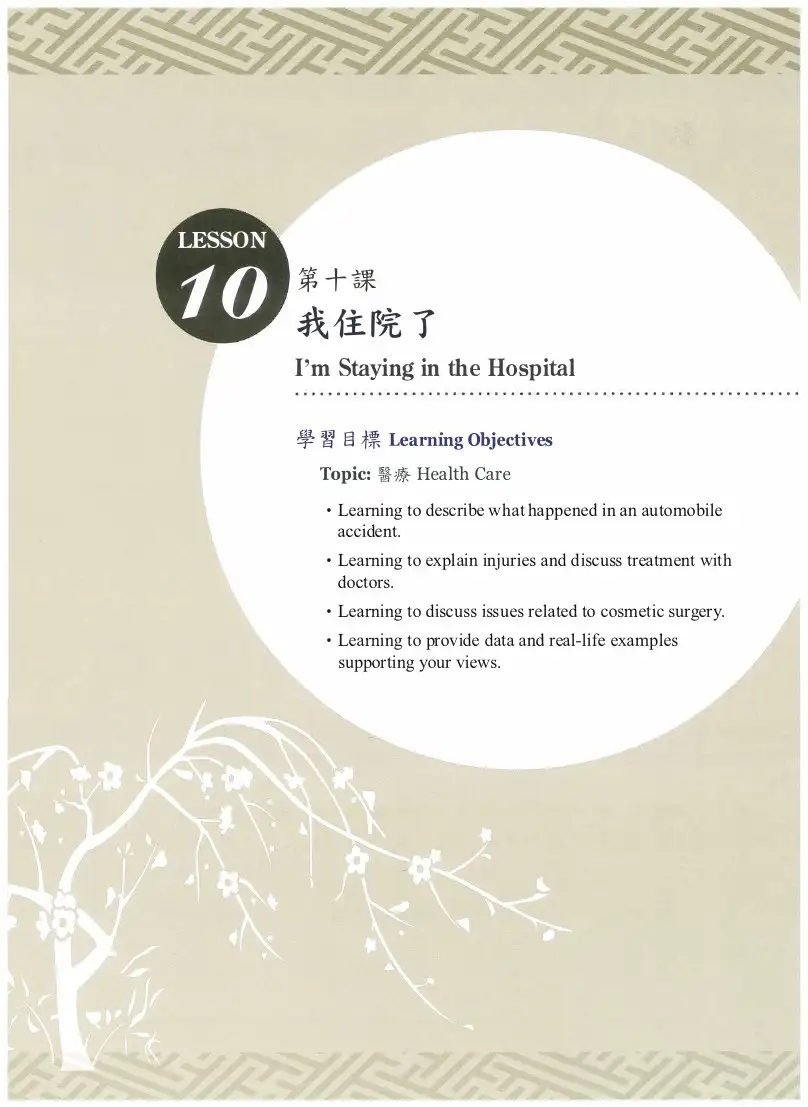 LESSON
10
第十課
我住院了
I'm Staying in the Hospital
學習目標 Learning Objectives
Topic: 醫療 Health Care
• Learning to describe what happened in an automobile
accident.
• Learning to explain injuries and discuss treatment with
doctors.
• Learning to discuss issues related to cosmetic surgery.
• Learning to provide data and real-life examples
supporting your views.